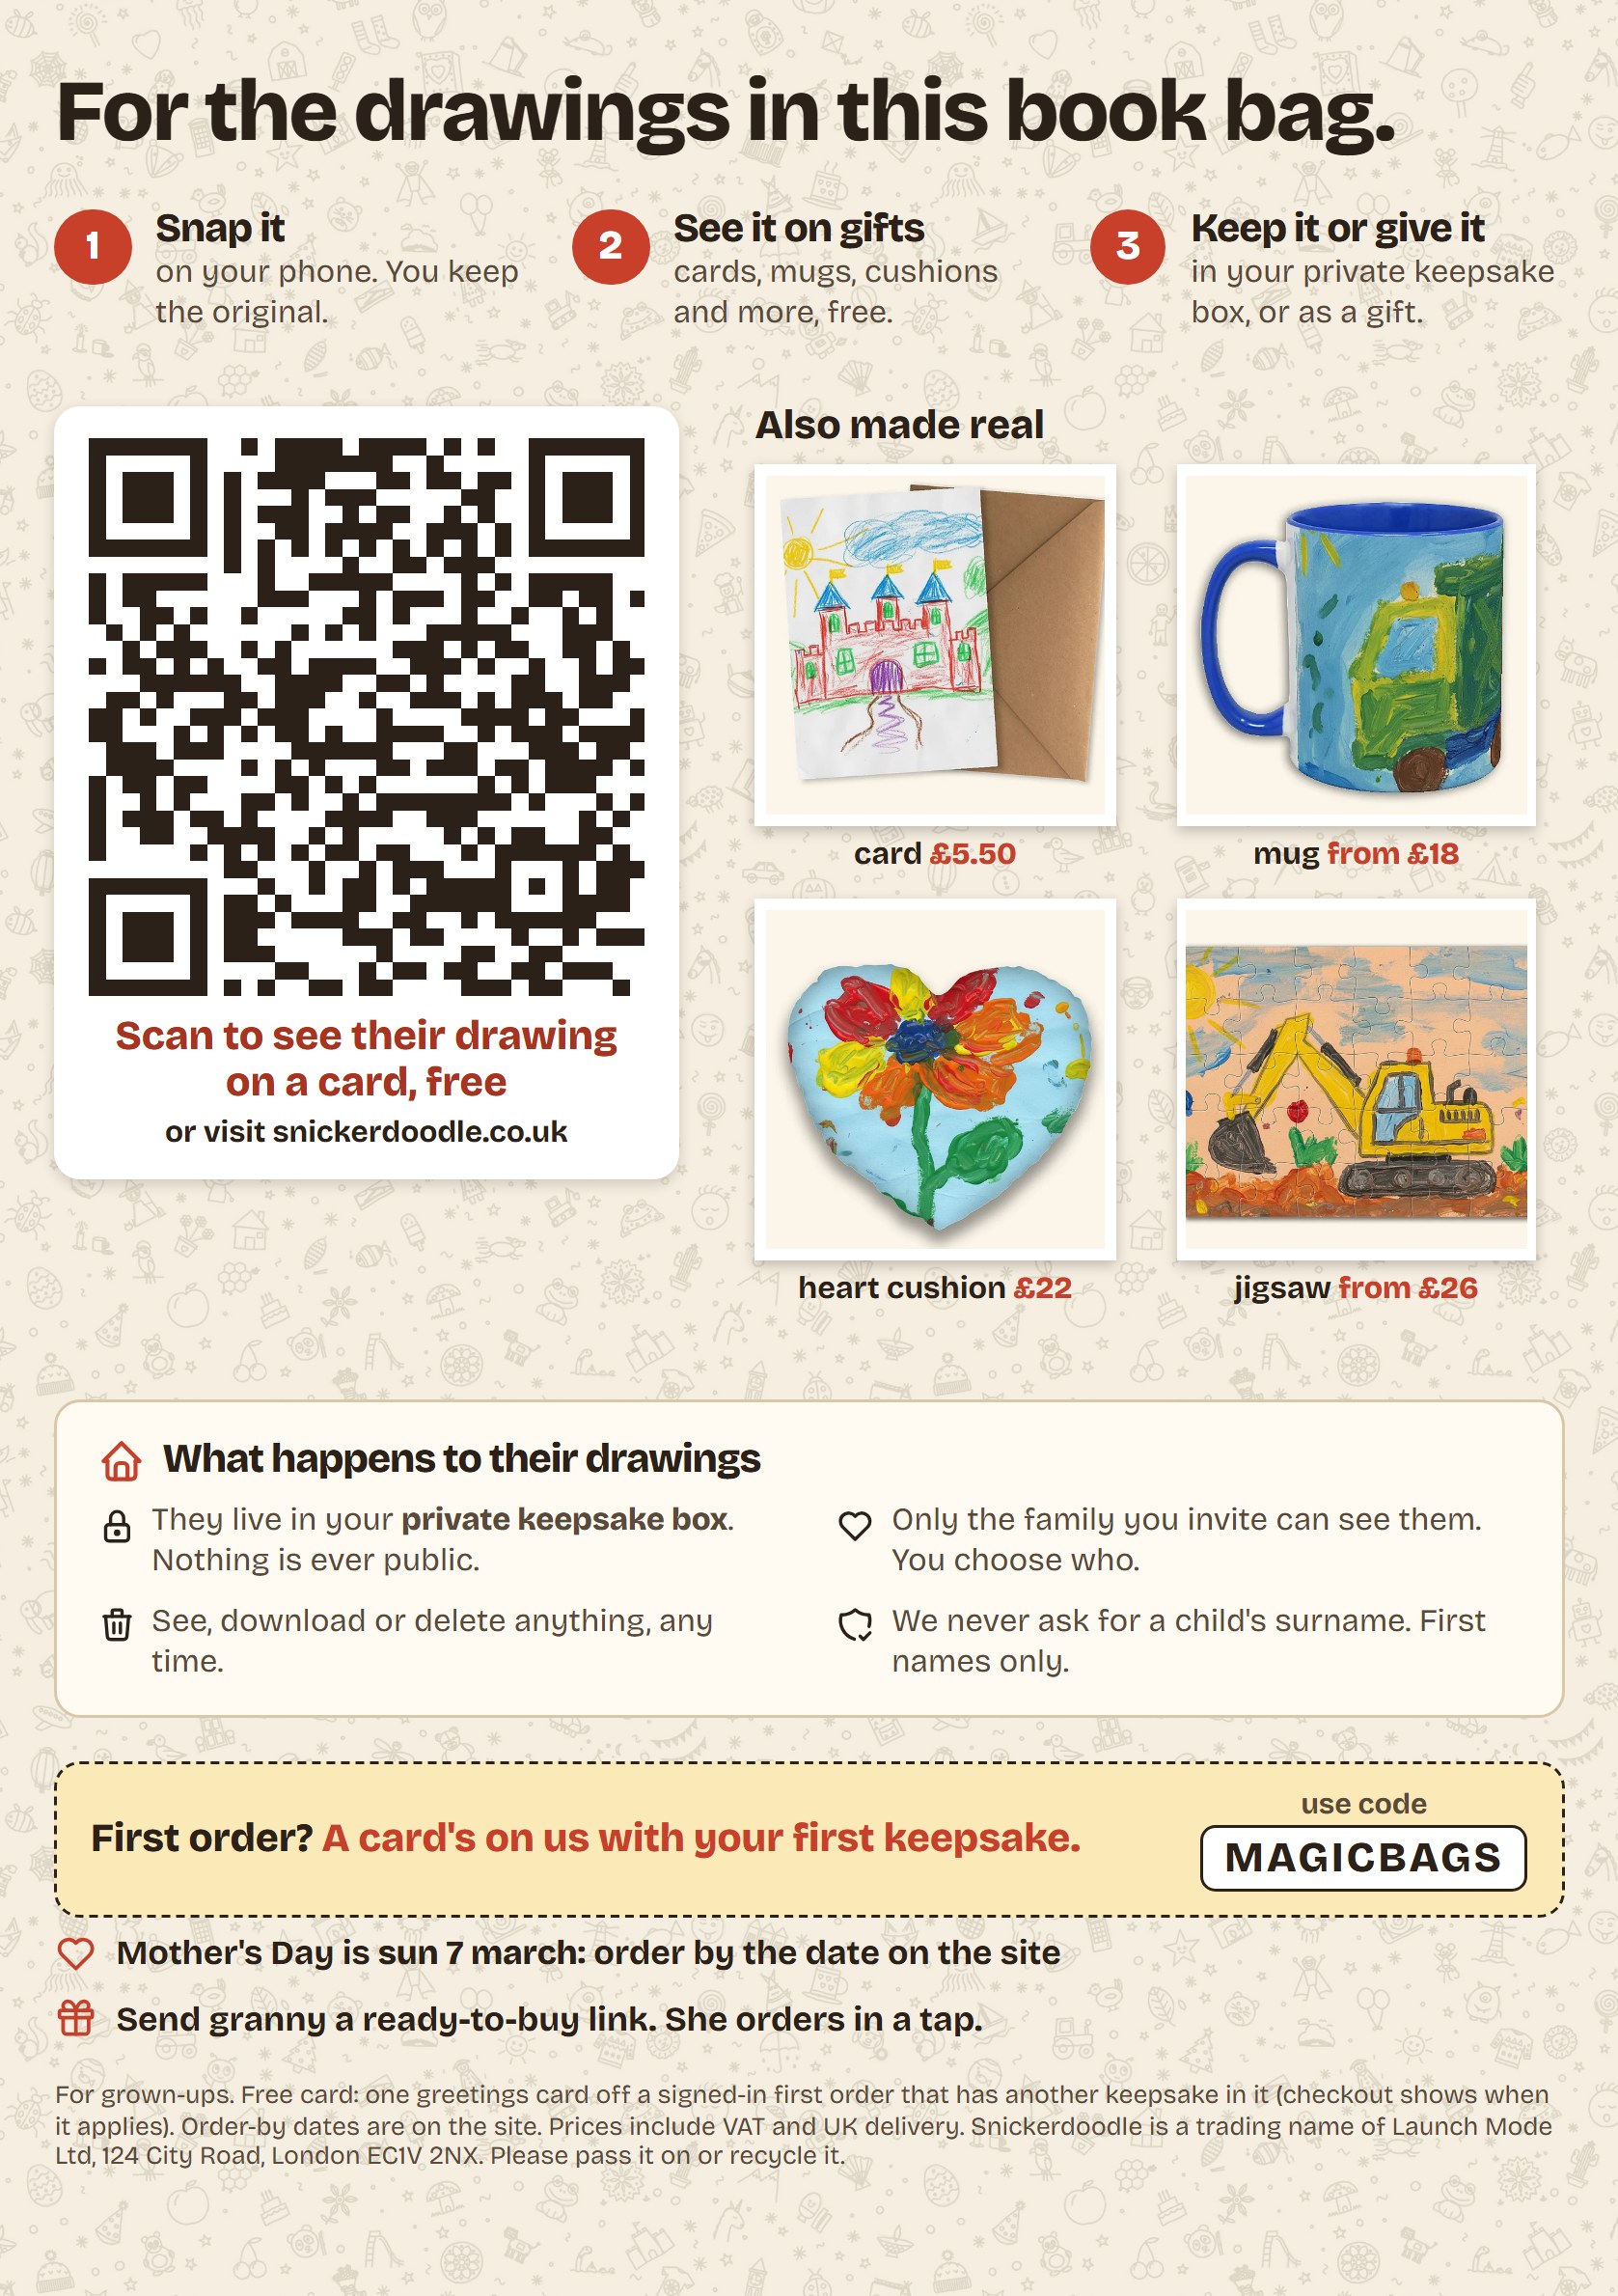 For the drawings in this book bag.
1
Snap it
on your phone. You keep
the original.
2
See it on gifts
cards, mugs, cushions
and more, free.
3
Keep it or give it
in your private keepsake
box, or as a gift.
Scan to see their drawing
on a card, free
or visit snickerdoodle.co.uk
Also made real
card £5.50
mug from £18
heart cushion £22
jigsaw from £26
What happens to their drawings
They live in your private keepsake box.
Nothing is ever public.
Only the family you invite can see them.
You choose who.
See, download or delete anything, any
time.
We never ask for a child's surname. First
names only.
First order? A card's on us with your first keepsake.
use code
MAGICBAGS
Mother's Day is sun 7 march: order by the date on the site
Send granny a ready-to-buy link. She orders in a tap.
For grown-ups. Free card: one greetings card off a signed-in first order that has another keepsake in it (checkout shows when
it applies). Order-by dates are on the site. Prices include VAT and UK delivery. Snickerdoodle is a trading name of Launch Mode
Ltd, 124 City Road, London EC1V 2NX. Please pass it on or recycle it.